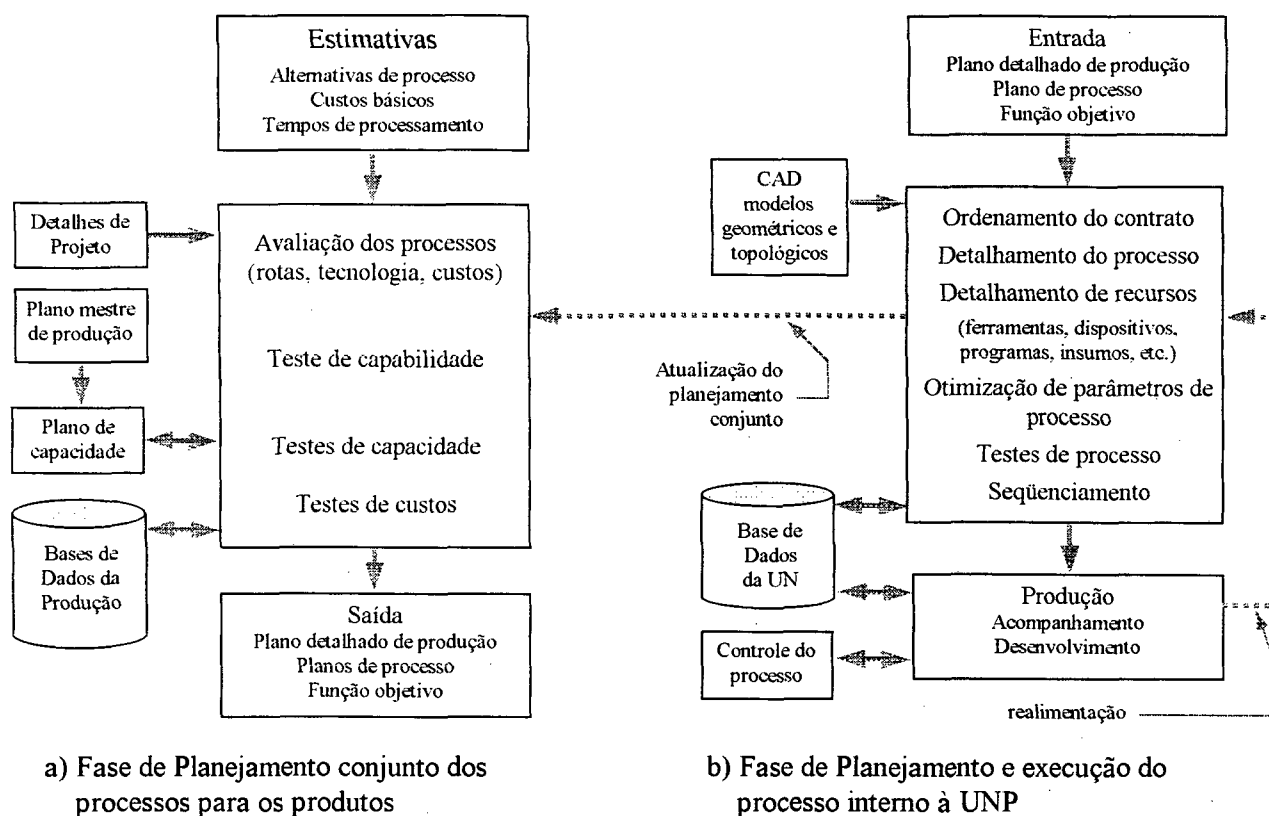 Estimativas
Alternativas de processo
Custos básicos
Tempos de processamento
Detalhes de
Projeto
Plano mestre
de produção
Plano de
capacidade
Bases de
Dados da
Produção
Avaliação dos processos
(rotas, tecnologia, custos)
Teste de capabilidade
Testes de capacidade
Testes de custos
Saída
Plano detalhado de produção
Planos de processo
Função objetivo
a) Fase de Planejamento conjunto dos
processos para os produtos
Entrada
Plano detalhado de produção
Plano de processo
Função objetivo
CAD
modelos
geométricos e
topológicos
Ordenamento do contrato
Detalhamento do processo
Detalhamento de recursos
(ferramentas, dispositivos,
programas, insumos, etc.)
Otimização de parâmetros de
processo
Testes de processo
Seqüenciamento
Atualização do
planejamento
conjunto
Base de
Dados
da UN
Controle do
processo
Produção
Acompanhamento
Desenvolvimento
realimentação
b) Fase de Planejamento e execução do
processo interno à UNP